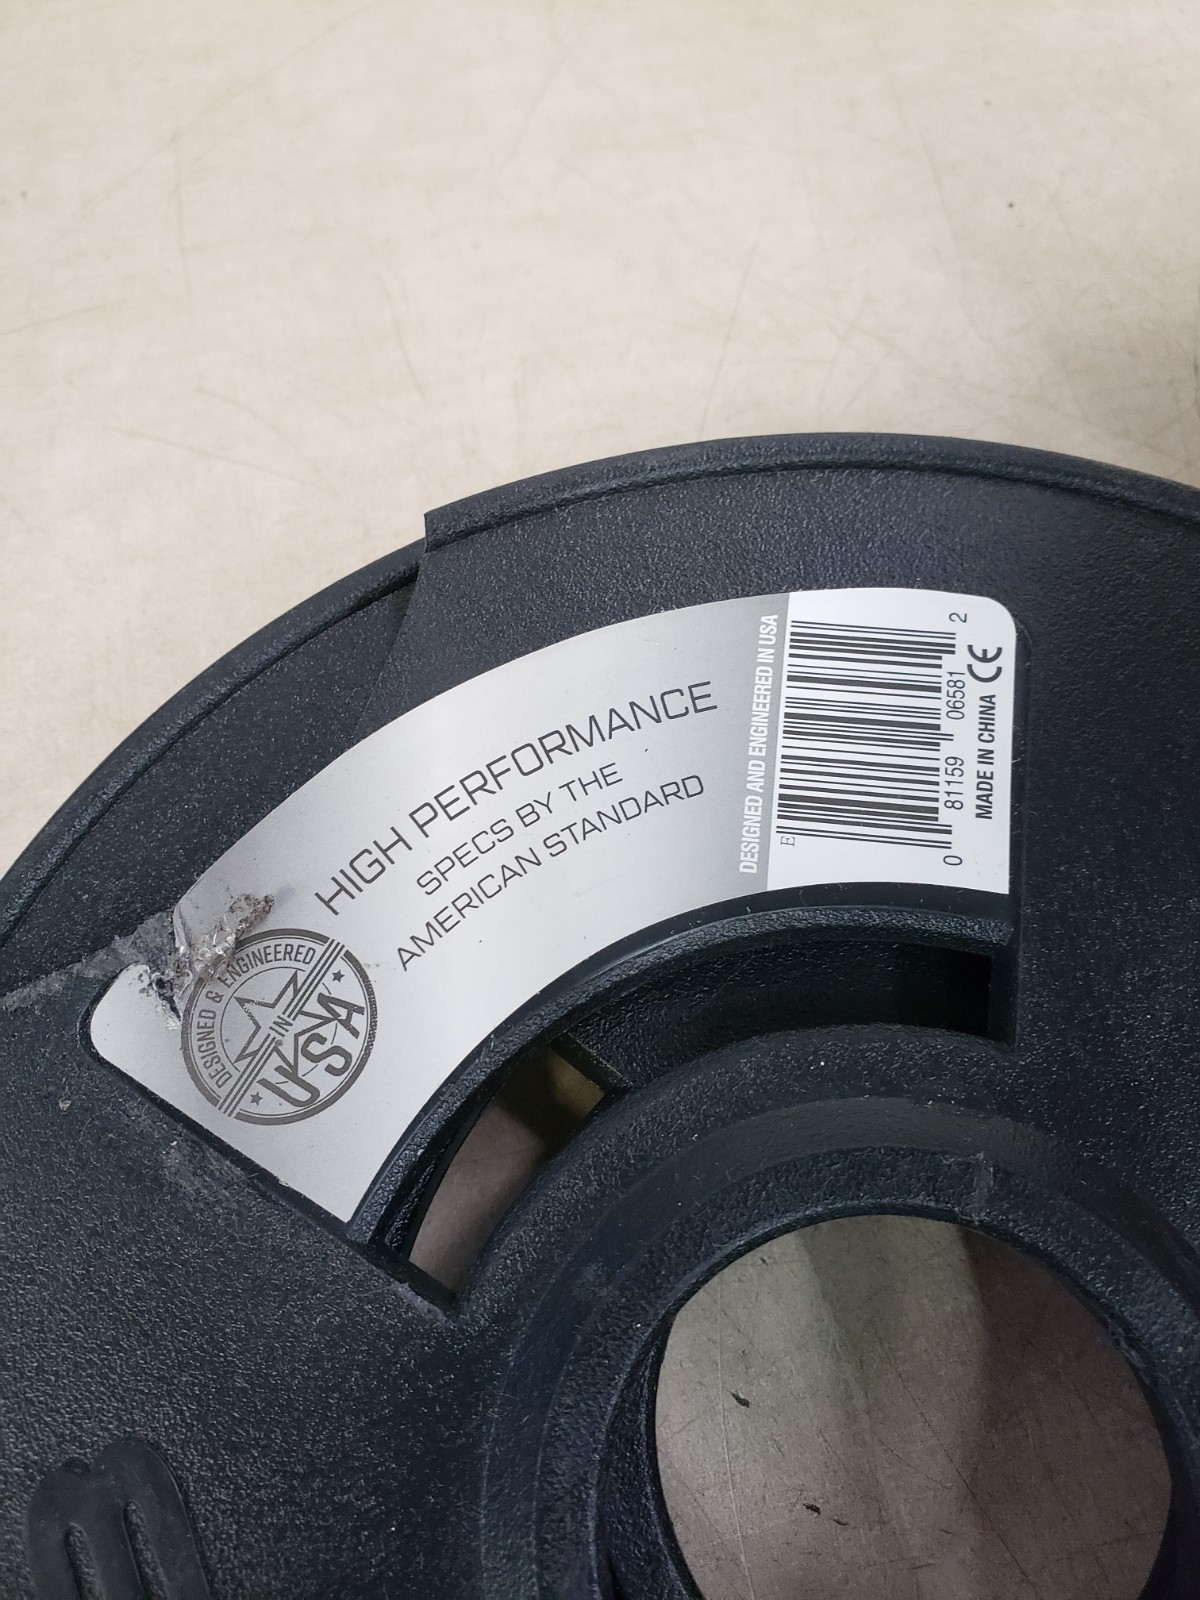 HIGH PERFORMANCE
SPECS BY THE
AMERICAN STANDARD
DESIGNED & ENGINEERED
IN
USA
DESIGNED AND ENGINEERED IN USA
E
0 81159 06581 2
MADE IN CHINA CE